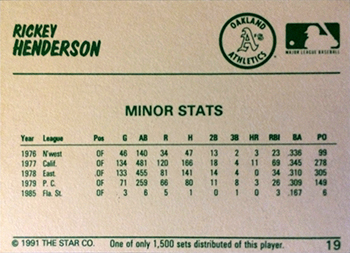 RICKEY
HENDERSON
OAKLAND
A's
ATHLETICS
MAJOR LEAGUE BASEBALL
MINOR STATS
Year League Pos G AB R H 2B 3B HR RBI BA PO
1976 N'west OF 46 140 34 47 13 2 3 23 .336 99
1977 Calif. OF 134 481 120 166 18 4 11 69 .345 278
1978 East. OF 133 455 81 141 14 4 0 34 .310 305
1979 P. C. OF 71 259 66 80 11 8 3 26 .309 149
1985 Fla. St. OF 3 6 5 1 0 1 0 3 .167 6
© 1991 THE STAR CO. One of only 1,500 sets distributed of this player. 19